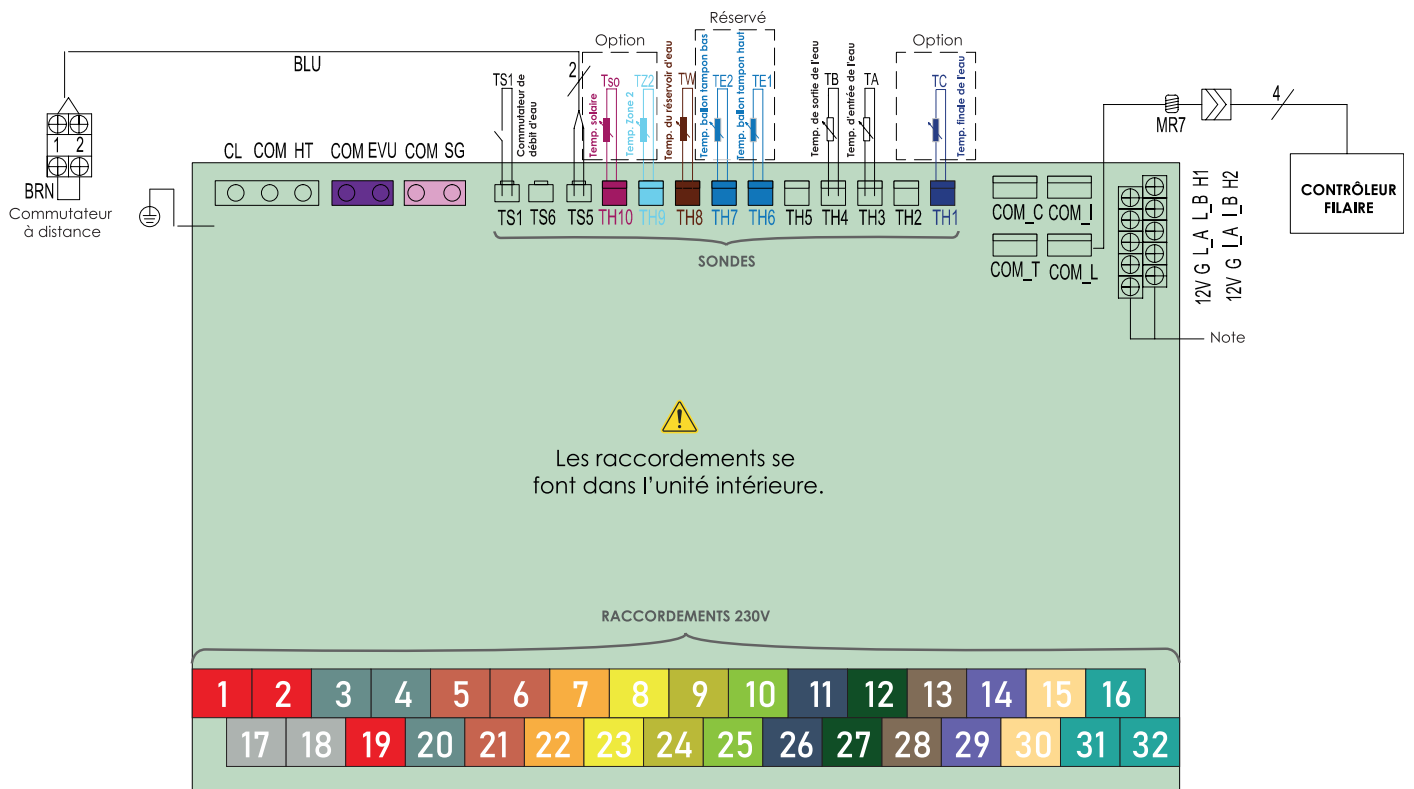 Réservé
Option
Option
BLU
2
TS1
Commutateur de
débit d'eau
Tso
Temp. solaire
TZ2
Temp. Zone 2
TW
Temp. du réservoir d'eau
TE2
Temp. ballon tampon bas
TE1
Temp. ballon tampon haut
TB
Temp. de sortie de l'eau
TA
Temp. d'entrée de l'eau
TC
Temp. finale de l'eau
MR7
4
CONTRÔLEUR
FILAIRE
1 2
BRN
Commutateur
à distance
CL COM HT
COM EVU
COM SG
TS1 TS6 TS5 TH10 TH9 TH8 TH7 TH6 TH5 TH4 TH3 TH2 TH1
SONDES
COM_C COM_I
COM_T COM_L
12V G L_A L_B H1
12V G I_A I_B H2
Note
Les raccordements se
font dans l'unité intérieure.
RACCORDEMENTS 230V
1 2 3 4 5 6 7 8 9 10 11 12 13 14 15 16
17 18 19 20 21 22 23 24 25 26 27 28 29 30 31 32